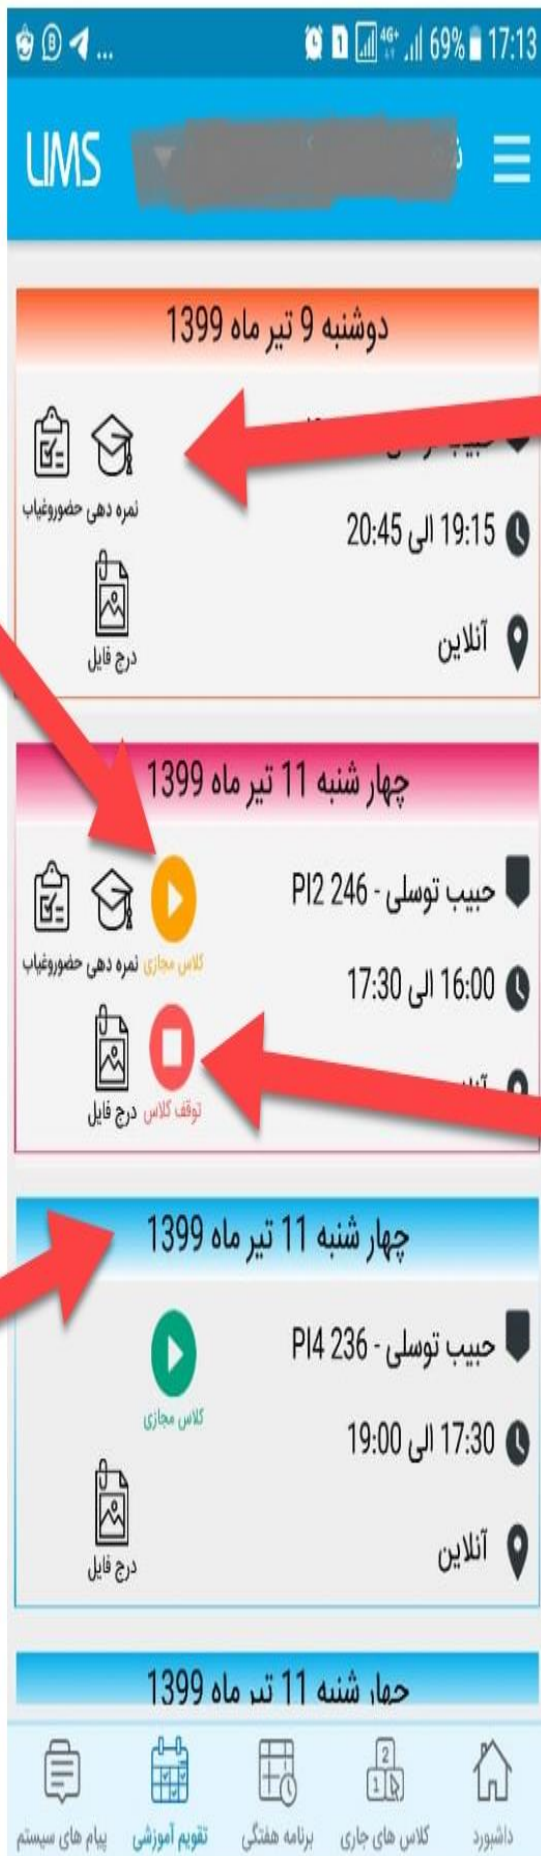 ... 69% 17:13
LIMS
دوشنبه 9 تیر ماه 1399
نمره دهی حضوروغیاب
19:15 الی 20:45
درج فایل
آنلاین
چهار شنبه 11 تیر ماه 1399
حبیب توسلی - PI2 246
کلاس مجازی نمره دهی حضوروغیاب
16:00 الی 17:30
توقف کلاس درج فایل
چهار شنبه 11 تیر ماه 1399
حبیب توسلی - PI4 236
کلاس مجازی
17:30 الی 19:00
درج فایل
آنلاین
چهار شنبه 11 تیر ماه 1399
داشبورد کلاس های جاری برنامه هفتگی تقویم آموزشی پیام های سیستم